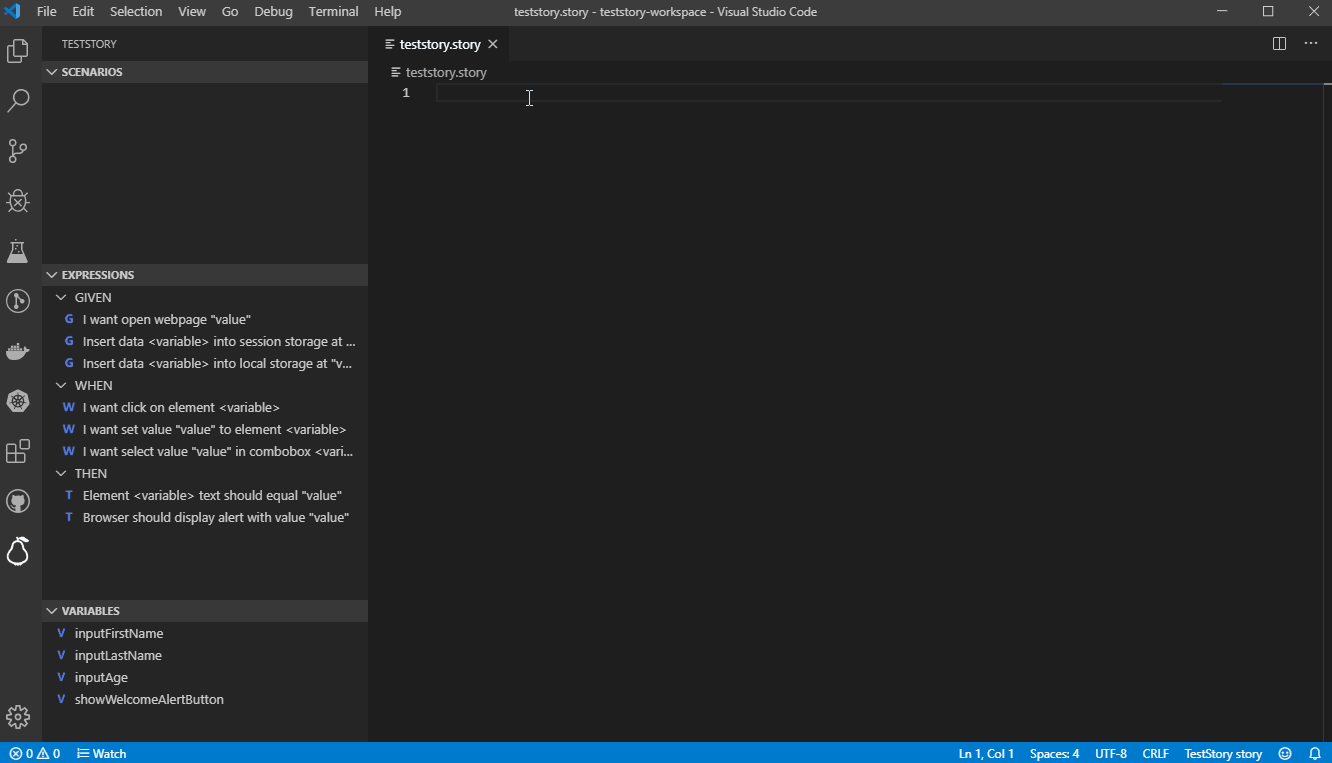 File Edit Selection View Go Debug Terminal Help teststory.story - teststory-workspace - Visual Studio Code
TESTSTORY
teststory.story
SCENARIOS
teststory.story
1
EXPRESSIONS
GIVEN
G I want open webpage "value"
G Insert data <variable> into session storage at ...
G Insert data <variable> into local storage at "v...
WHEN
W I want click on element <variable>
W I want set value "value" to element <variable>
W I want select value "value" in combobox <vari...
THEN
T Element <variable> text should equal "value"
T Browser should display alert with value "value"
VARIABLES
V inputFirstName
V inputLastName
V inputAge
V showWelcomeAlertButton
0 0 Watch Ln 1, Col 1 Spaces: 4 UTF-8 CRLF TestStory story